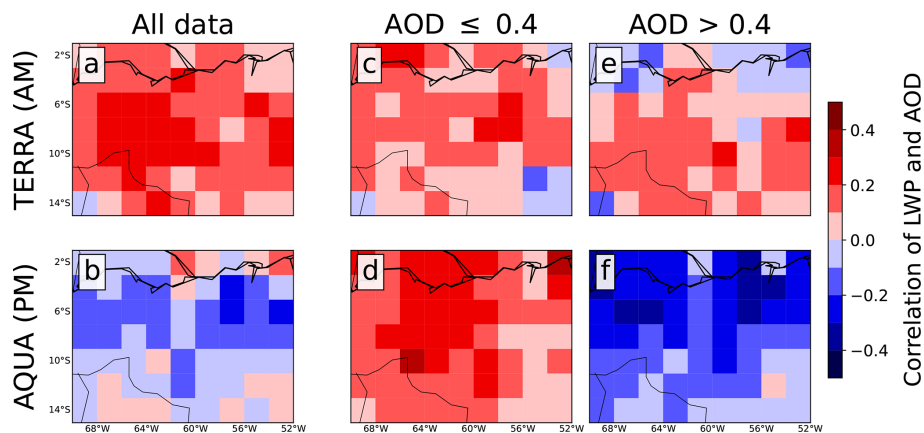 All data
AOD ≤ 0.4
AOD > 0.4
TERRA (AM)
a
c
e
2°S
6°S
10°S
14°S
AQUA (PM)
b
d
f
2°S
6°S
10°S
14°S
68°W 64°W 60°W 56°W 52°W
68°W 64°W 60°W 56°W 52°W
68°W 64°W 60°W 56°W 52°W
0.4
0.2
0.0
−0.2
−0.4
Correlation of LWP and AOD